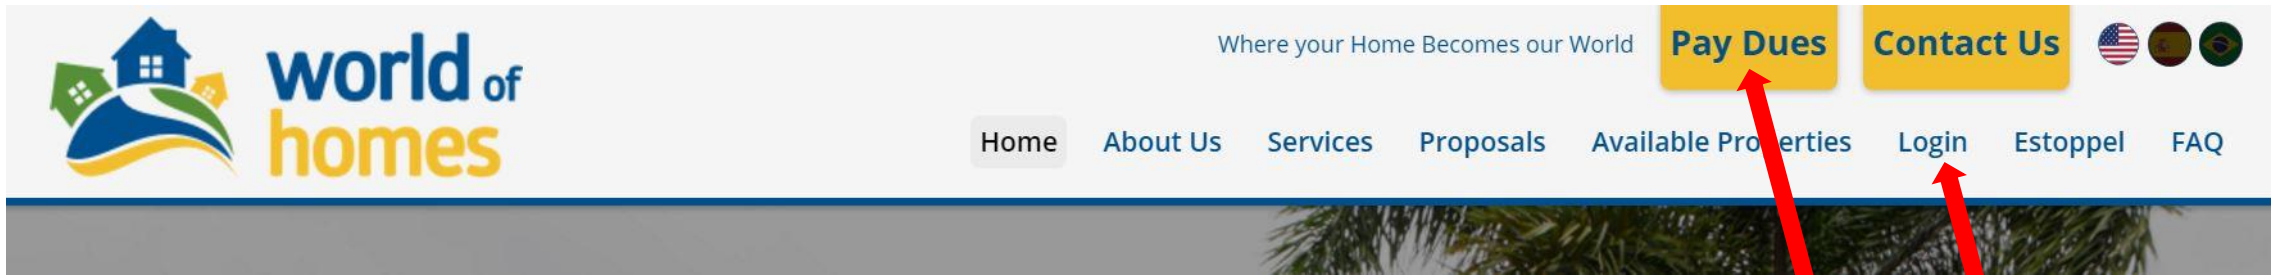 world of
homes
Where your Home Becomes our World
Pay Dues
Contact Us
Home About Us Services Proposals Available Properties Login Estoppel FAQ